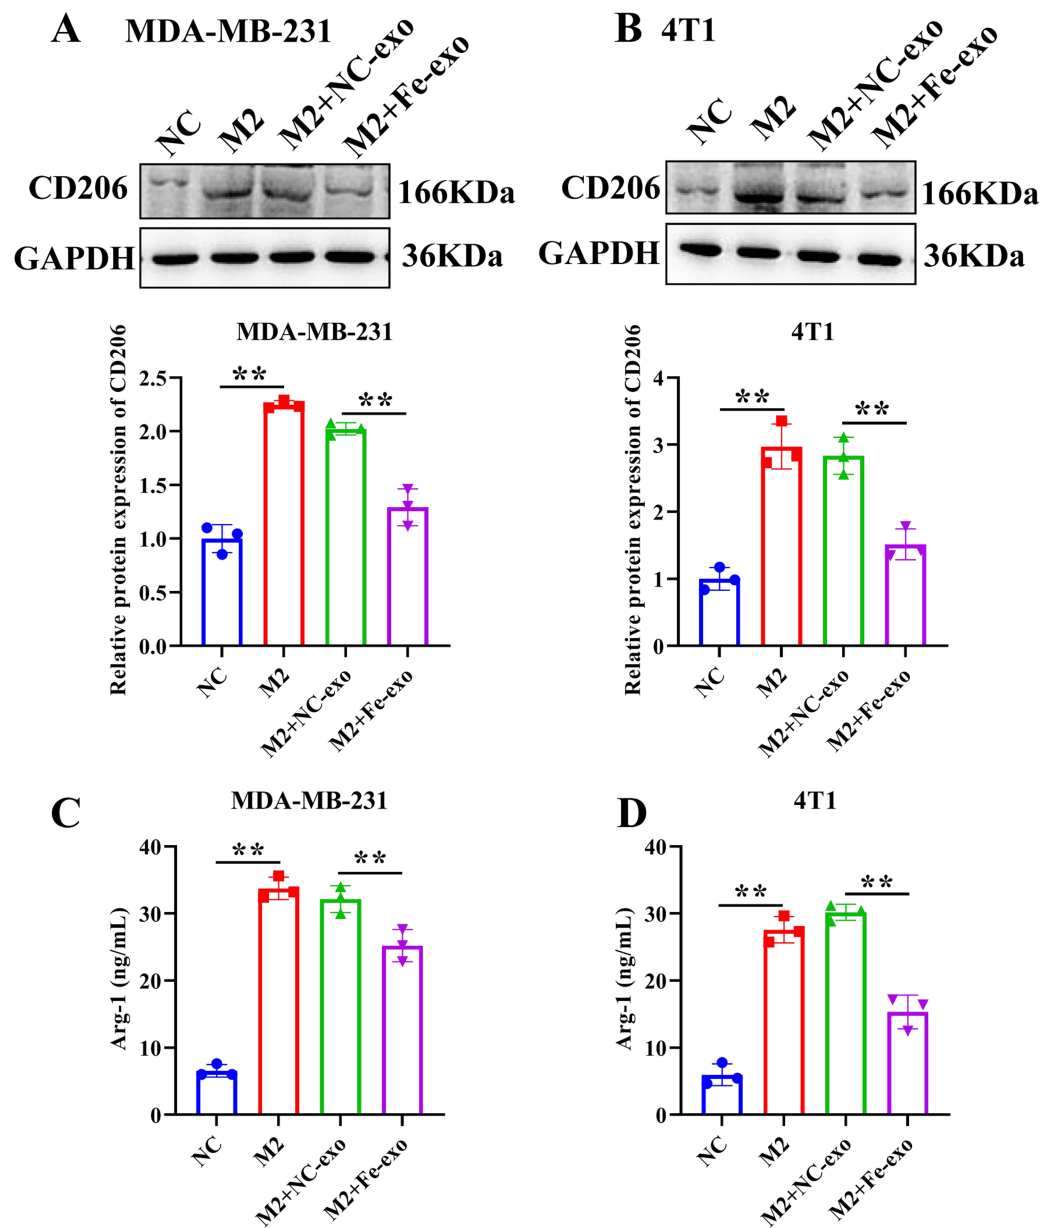 A
MDA-MB-231
NC
M2
M2+NC-exo
M2+Fe-exo
CD206
166KDa
GAPDH
36KDa
MDA-MB-231
Relative protein expression of CD206
2.5
2.0
1.5
1.0
0.5
0.0
**
**
NC
M2
M2+NC-exo
M2+Fe-exo
B
4T1
NC
M2
M2+NC-exo
M2+Fe-exo
CD206
166KDa
GAPDH
36KDa
4T1
Relative protein expression of CD206
4
3
2
1
0
**
**
NC
M2
M2+NC-exo
M2+Fe-exo
C
MDA-MB-231
Arg-1 (ng/mL)
40
30
20
10
0
**
**
NC
M2
M2+NC-exo
M2+Fe-exo
D
4T1
Arg-1 (ng/mL)
40
30
20
10
0
**
**
NC
M2
M2+NC-exo
M2+Fe-exo